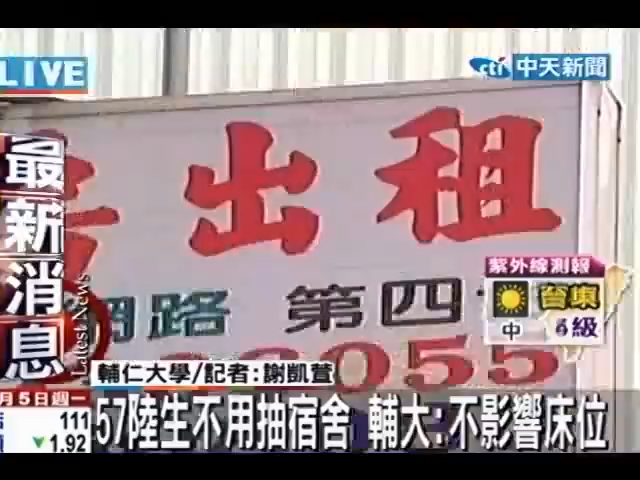 LIVE
cti 中天新聞
最新消息
Latest News
出租
網路 第四
055
紫外線測報
台東
中 6級
輔仁大學/記者:謝凱萱
月5日週一
57陸生不用抽宿舍 輔大:不影響床位
111
▼1.92